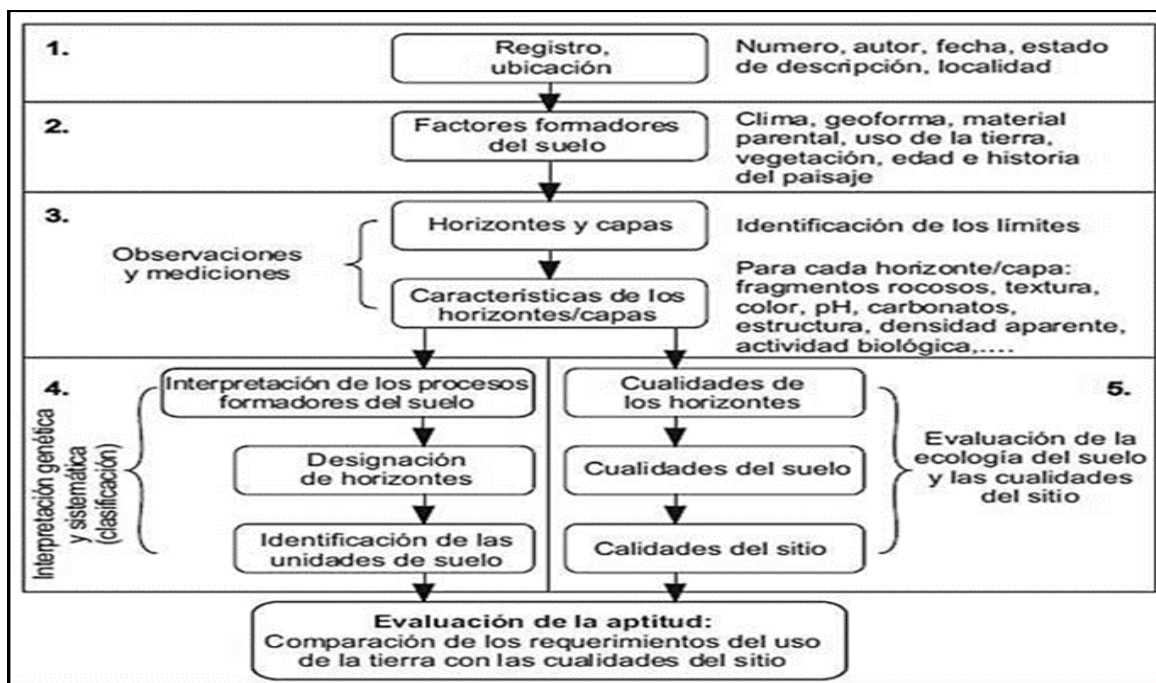 1.
Registro,
ubicación
Numero, autor, fecha, estado
de descripción, localidad
2.
Factores formadores
del suelo
Clima, geoforma, material
parental, uso de la tierra,
vegetación, edad e historia
del paisaje
3.
Observaciones
y mediciones
Horizontes y capas
Identificación de los límites
Características de los
horizontes/capas
Para cada horizonte/capa:
fragmentos rocosos, textura,
color, pH, carbonatos,
estructura, densidad aparente,
actividad biológica,....
4.
Interpretación genética
y sistemática
(clasificación)
Interpretación de los procesos
formadores del suelo
Designación
de horizontes
Identificación de las
unidades de suelo
Cualidades de
los horizontes
Cualidades del suelo
Calidades del sitio
5.
Evaluación de la
ecología del suelo
y las cualidades
del sitio
Evaluación de la aptitud:
Comparación de los requerimientos del uso
de la tierra con las cualidades del sitio